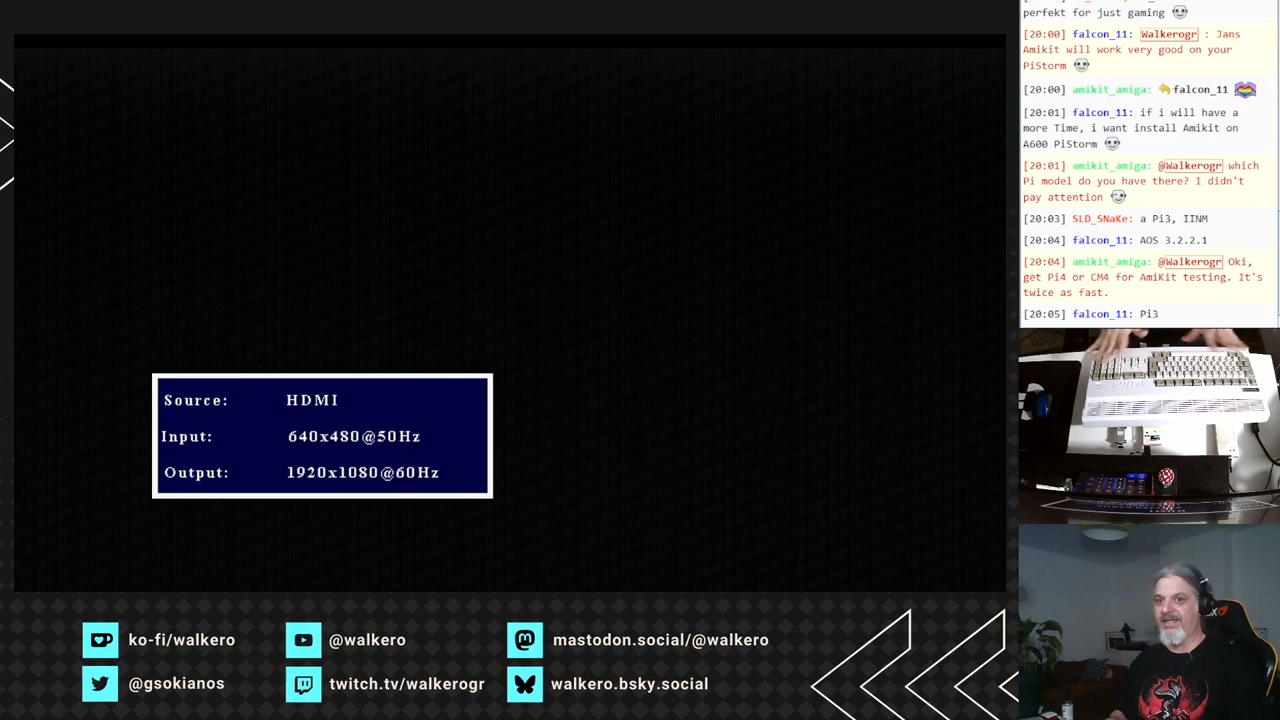 Source: HDMI
Input: 640x480@50Hz
Output: 1920x1080@60Hz
perfekt for just gaming
[20:00] falcon_11: Walkerogr : Jans
Amikit will work very good on your
PiStorm
[20:00] amikit_amiga: falcon_11
[20:01] falcon_11: if i will have a
more Time, i want install Amikit on
A600 PiStorm
[20:01] amikit_amiga: @Walkerogr which
Pi model do you have there? I didn't
pay attention
[20:03] SLD_SNaKe: a Pi3, IINM
[20:04] falcon_11: AOS 3.2.2.1
[20:04] amikit_amiga: @Walkerogr Oki,
get Pi4 or CM4 for AmiKit testing. It's
twice as fast.
[20:05] falcon_11: Pi3
ko-fi/walkero
@walkero
mastodon.social/@walkero
@gsokianos
twitch.tv/walkerogr
walkero.bsky.social